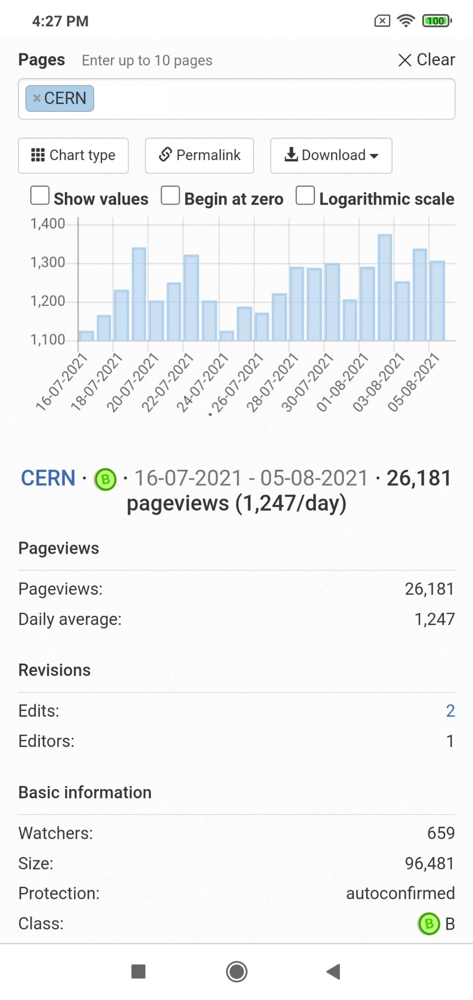 4:27 PM 100
Pages Enter up to 10 pages × Clear
× CERN
Chart type Permalink Download
Show values Begin at zero Logarithmic scale
1,400
1,300
1,200
1,100
16-07-2021 18-07-2021 20-07-2021 22-07-2021 24-07-2021 26-07-2021 28-07-2021 30-07-2021 01-08-2021 03-08-2021 05-08-2021
CERN · B · 16-07-2021 - 05-08-2021 · 26,181
pageviews (1,247/day)
Pageviews
Pageviews: 26,181
Daily average: 1,247
Revisions
Edits: 2
Editors: 1
Basic information
Watchers: 659
Size: 96,481
Protection: autoconfirmed
Class: B B